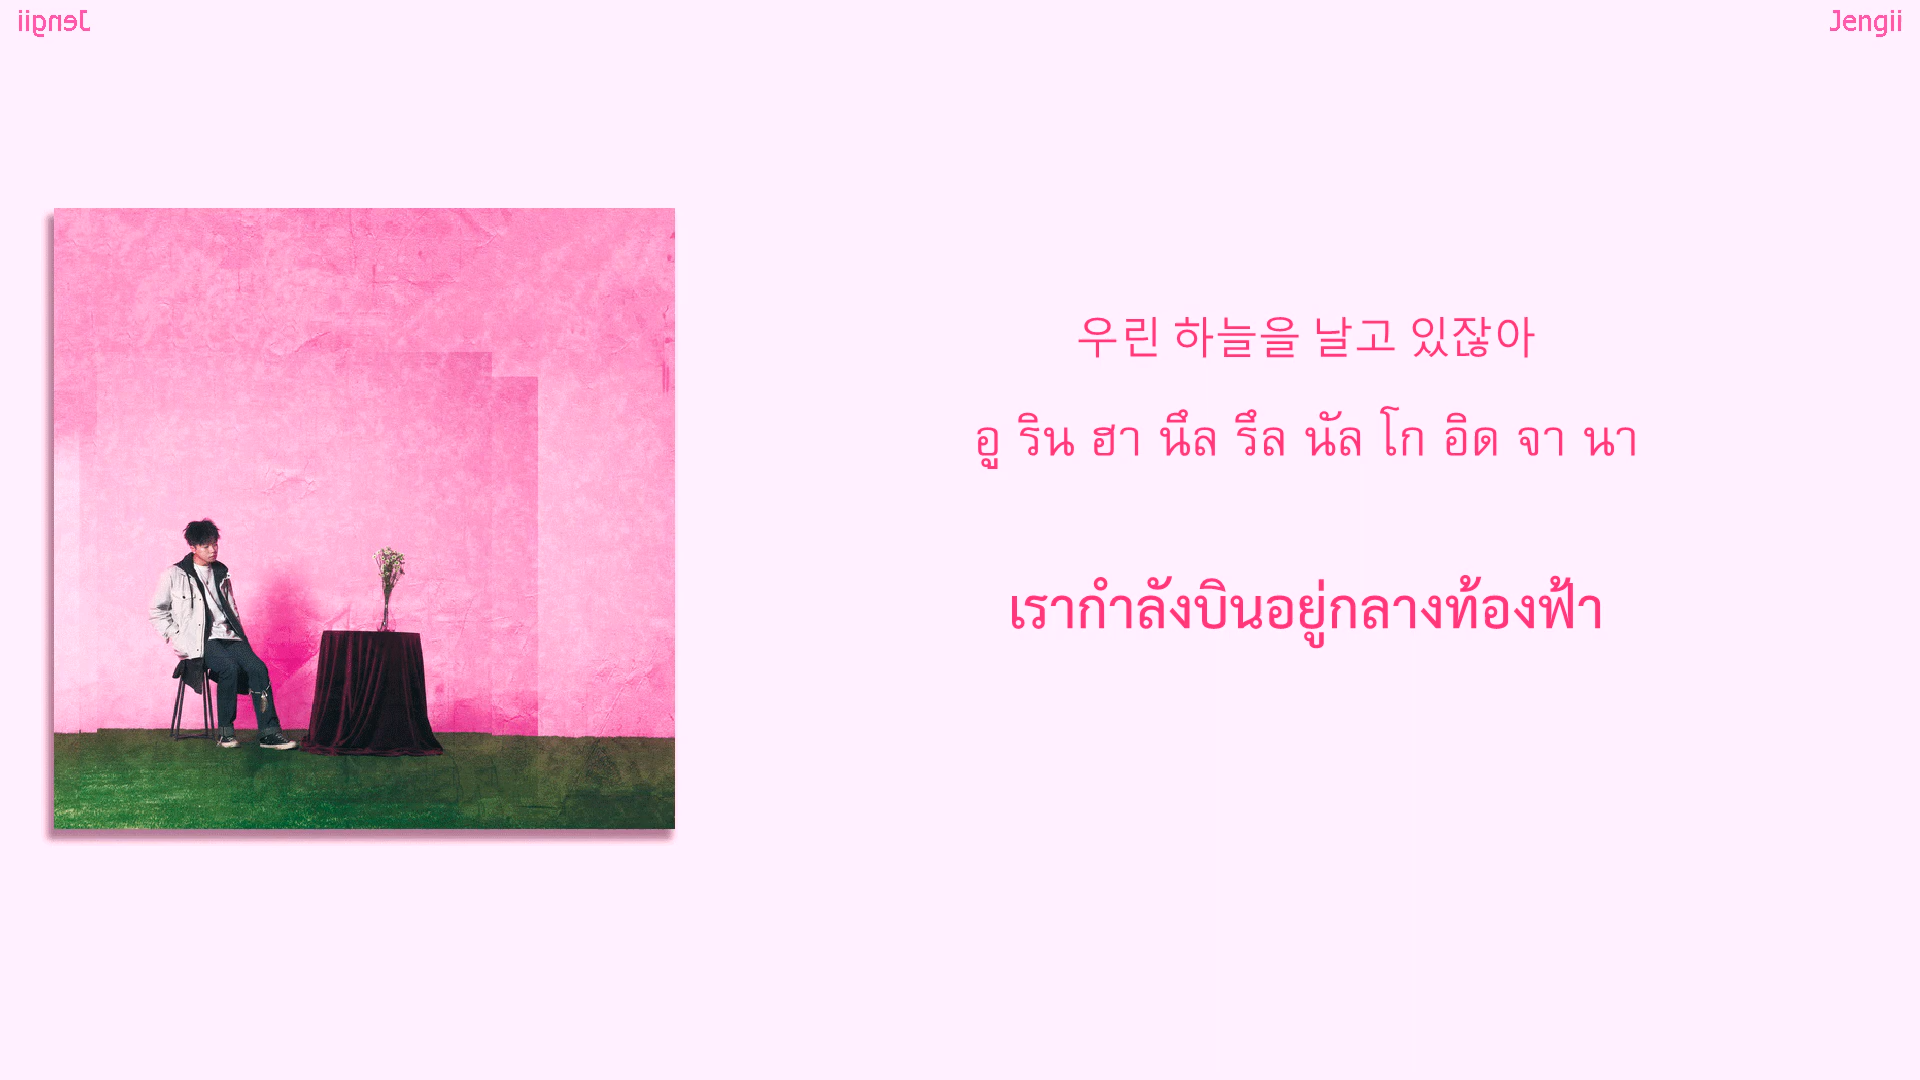 Jengii
Jengii
우린 하늘을 날고 있잖아
อู ริน ฮา นึล รึล นัล โก อิด จา นา
เรากำลังบินอยู่กลางท้องฟ้า